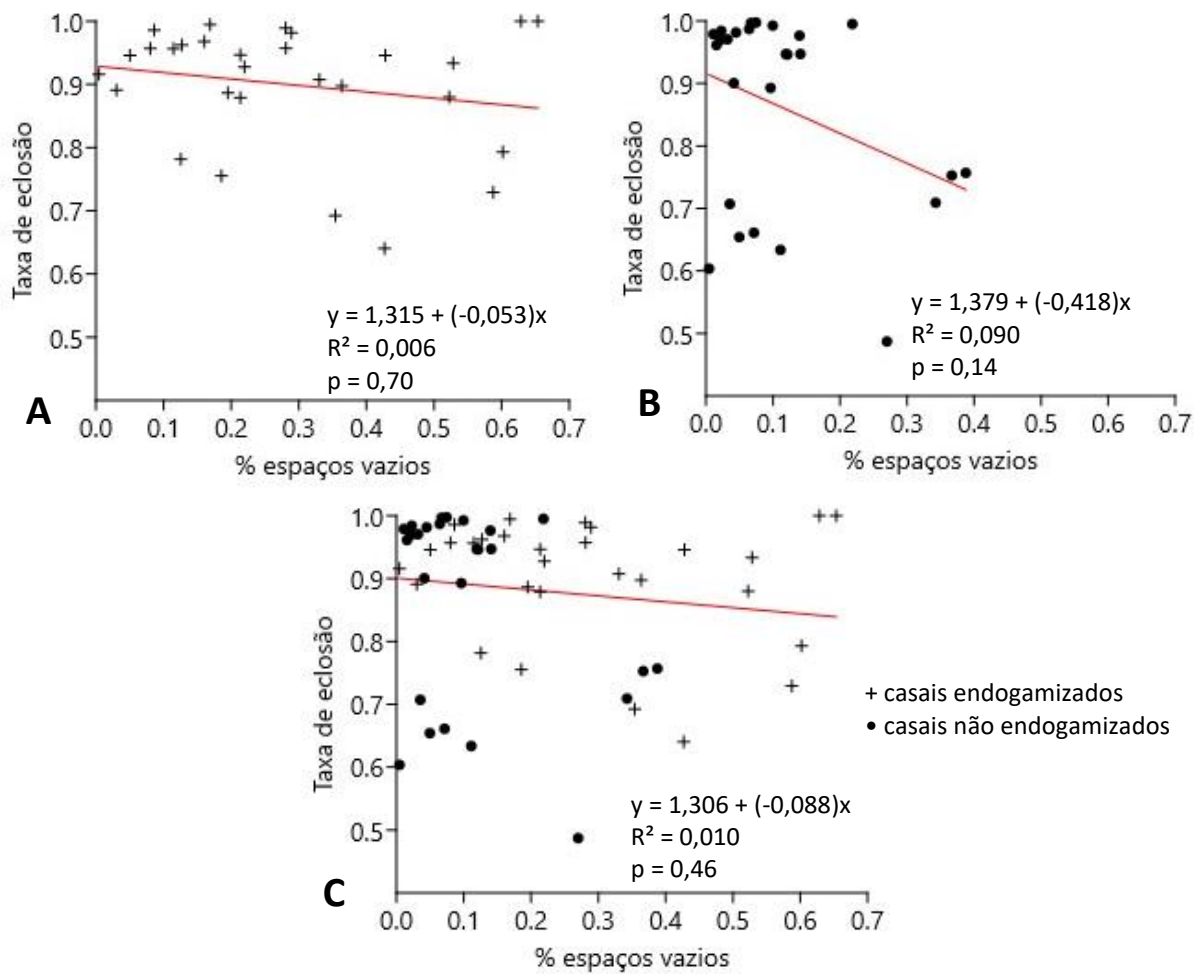 1.0
0.9
0.8
0.7
0.6
0.5
Taxa de eclosão
y = 1,315 + (-0,053)x
R² = 0,006
p = 0,70
A
0.0 0.1 0.2 0.3 0.4 0.5 0.6 0.7
% espaços vazios
1.0
0.9
0.8
0.7
0.6
0.5
Taxa de eclosão
y = 1,379 + (-0,418)x
R² = 0,090
p = 0,14
B
0.0 0.1 0.2 0.3 0.4 0.5 0.6 0.7
% espaços vazios
1.0
0.9
0.8
0.7
0.6
0.5
Taxa de eclosão
+ casais endogamizados
• casais não endogamizados
y = 1,306 + (-0,088)x
R² = 0,010
p = 0,46
C
0.0 0.1 0.2 0.3 0.4 0.5 0.6 0.7
% espaços vazios